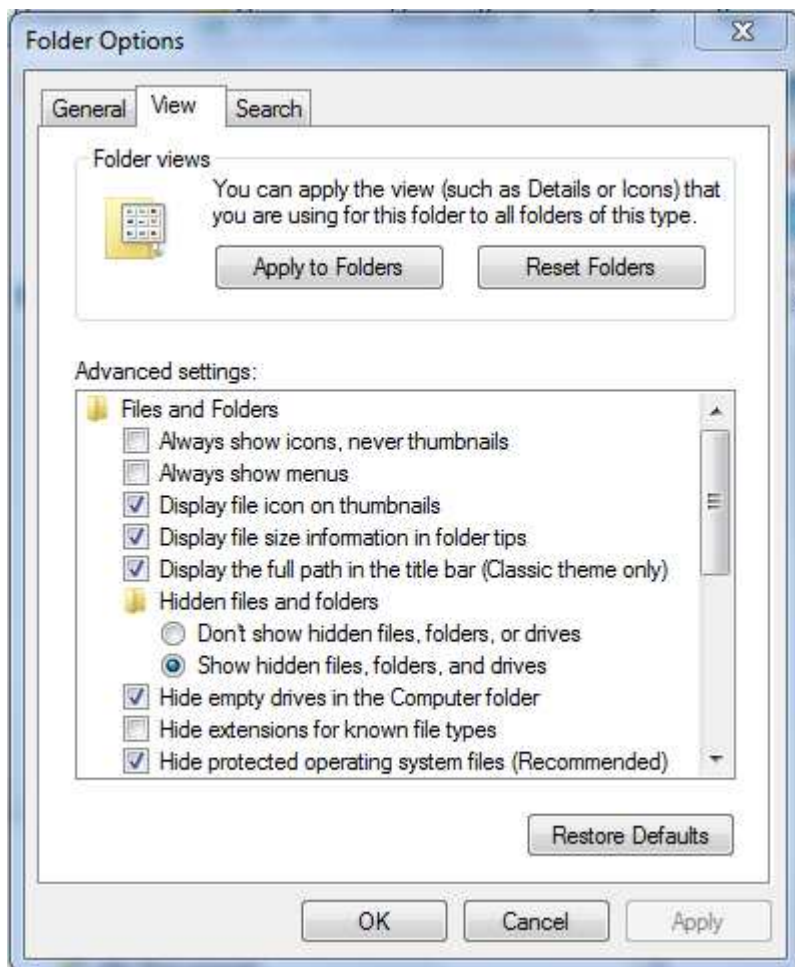 Folder Options
General
View
Search
Folder views
You can apply the view (such as Details or Icons) that
you are using for this folder to all folders of this type.
Apply to Folders
Reset Folders
Advanced settings:
Files and Folders
Always show icons, never thumbnails
Always show menus
Display file icon on thumbnails
Display file size information in folder tips
Display the full path in the title bar (Classic theme only)
Hidden files and folders
Don't show hidden files, folders, or drives
Show hidden files, folders, and drives
Hide empty drives in the Computer folder
Hide extensions for known file types
Hide protected operating system files (Recommended)
Restore Defaults
OK
Cancel
Apply